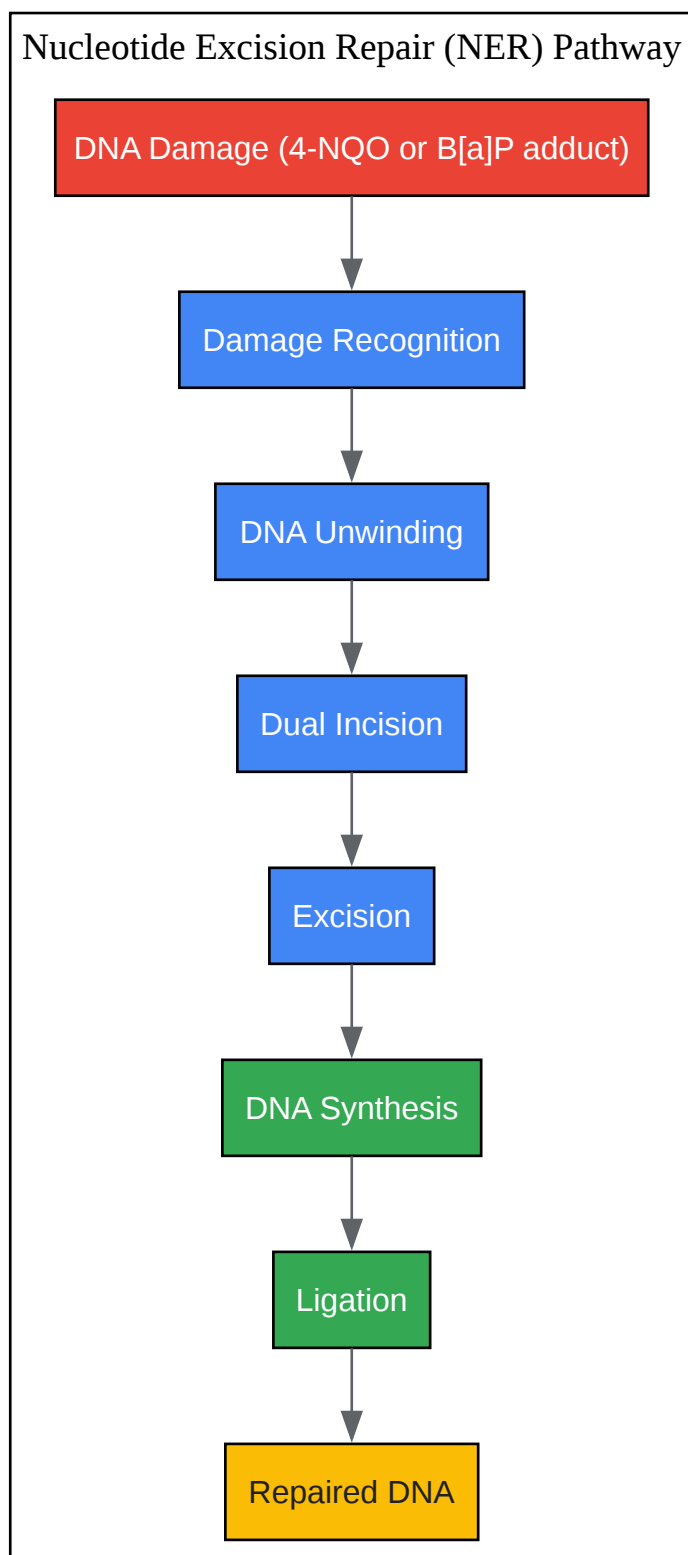 Nucleotide Excision Repair (NER) Pathway
DNA Damage (4-NQO or B[a]P adduct)
Damage Recognition
DNA Unwinding
Dual Incision
Excision
DNA Synthesis
Ligation
Repaired DNA